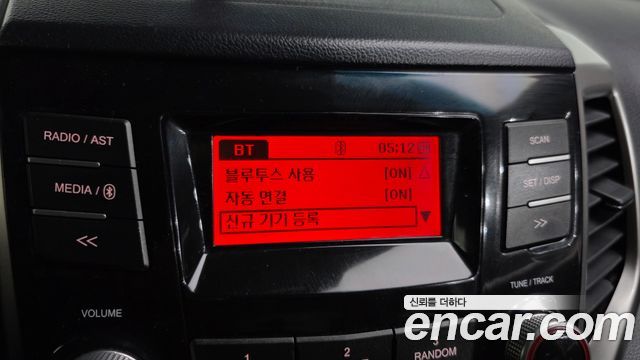 BT 05:12
블루투스 사용 [ON]
자동 연결 [ON]
신규 기기 등록
RADIO / AST
MEDIA /
<<
SCAN
SET / DISP
>>
VOLUME
TUNE / TRACK
1
2
RANDOM
신뢰를 더하다
encar.com